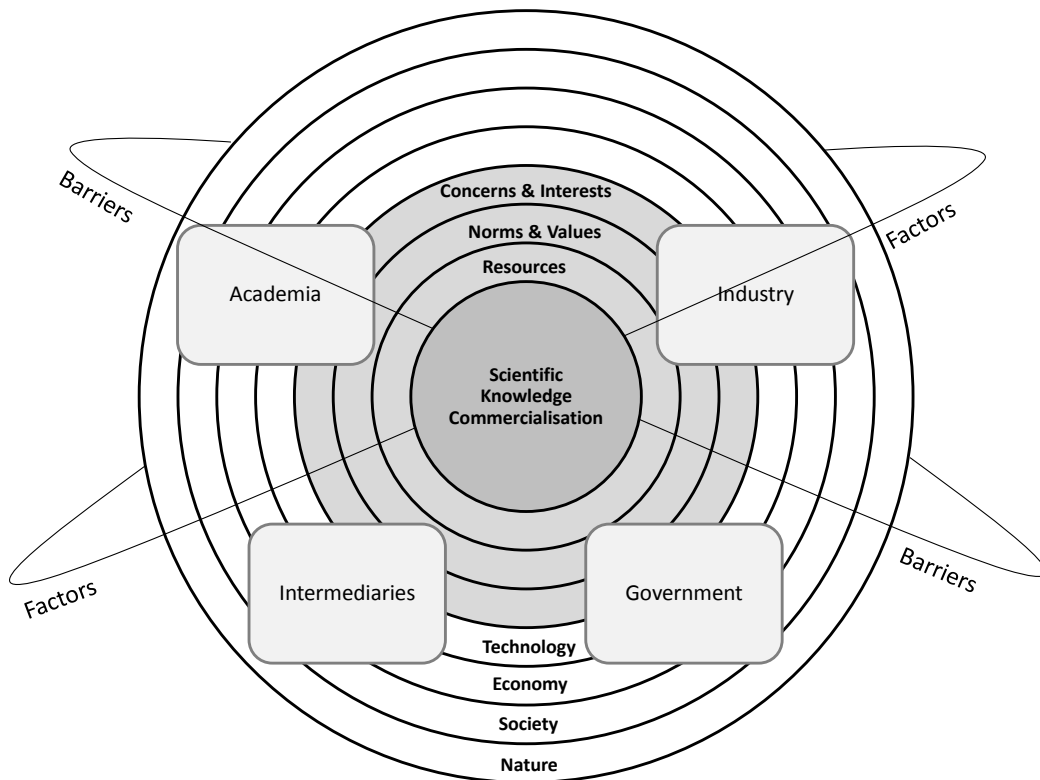 Barriers
Factors
Concerns & Interests
Norms & Values
Resources
Academia
Industry
Scientific
Knowledge
Commercialisation
Factors
Barriers
Intermediaries
Government
Technology
Economy
Society
Nature